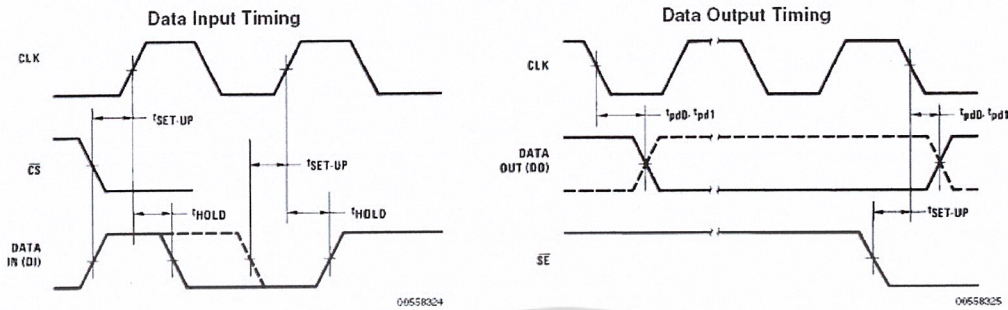 Data Input Timing
CLK
tSET-UP
CS
tSET-UP
tHOLD
tHOLD
DATA
IN (DI)
00558324
Data Output Timing
CLK
tpd0, tpd1
tpd0, tpd1
DATA
OUT (DO)
tSET-UP
SE
00558325